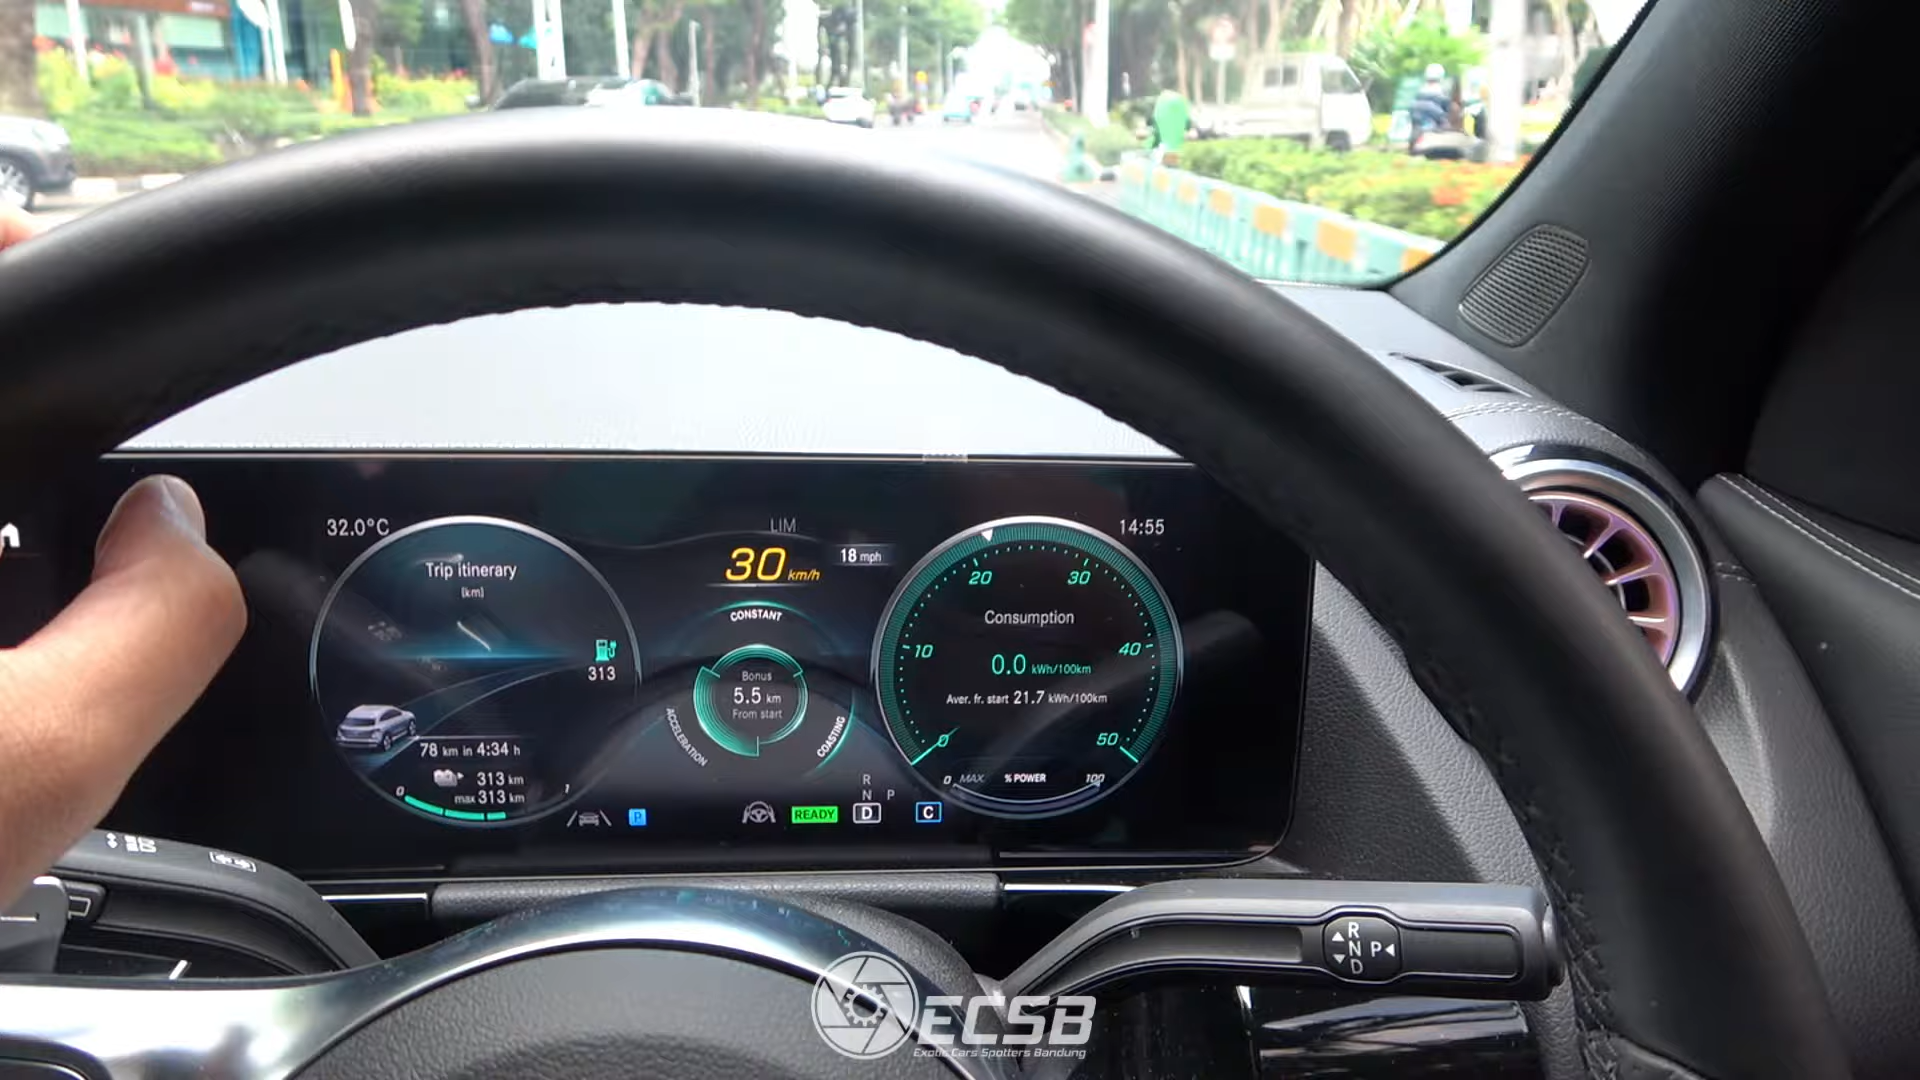 32.0°C
Trip itinerary
(km)
313
78 km in 4:34 h
313 km
max 313 km
0
1
P
LIM
30 km/h
18 mph
CONSTANT
Bonus
5.5 km
From start
ACCELERATION
COASTING
READY
R
N P
D
C
14:55
20 30
Consumption
10
40
0.0 kWh/100km
Aver. fr. start 21.7 kWh/100km
0
50
0 MAX. % POWER 100
R
N P
D
ECSB
Exotic Cars Spotters Bandung